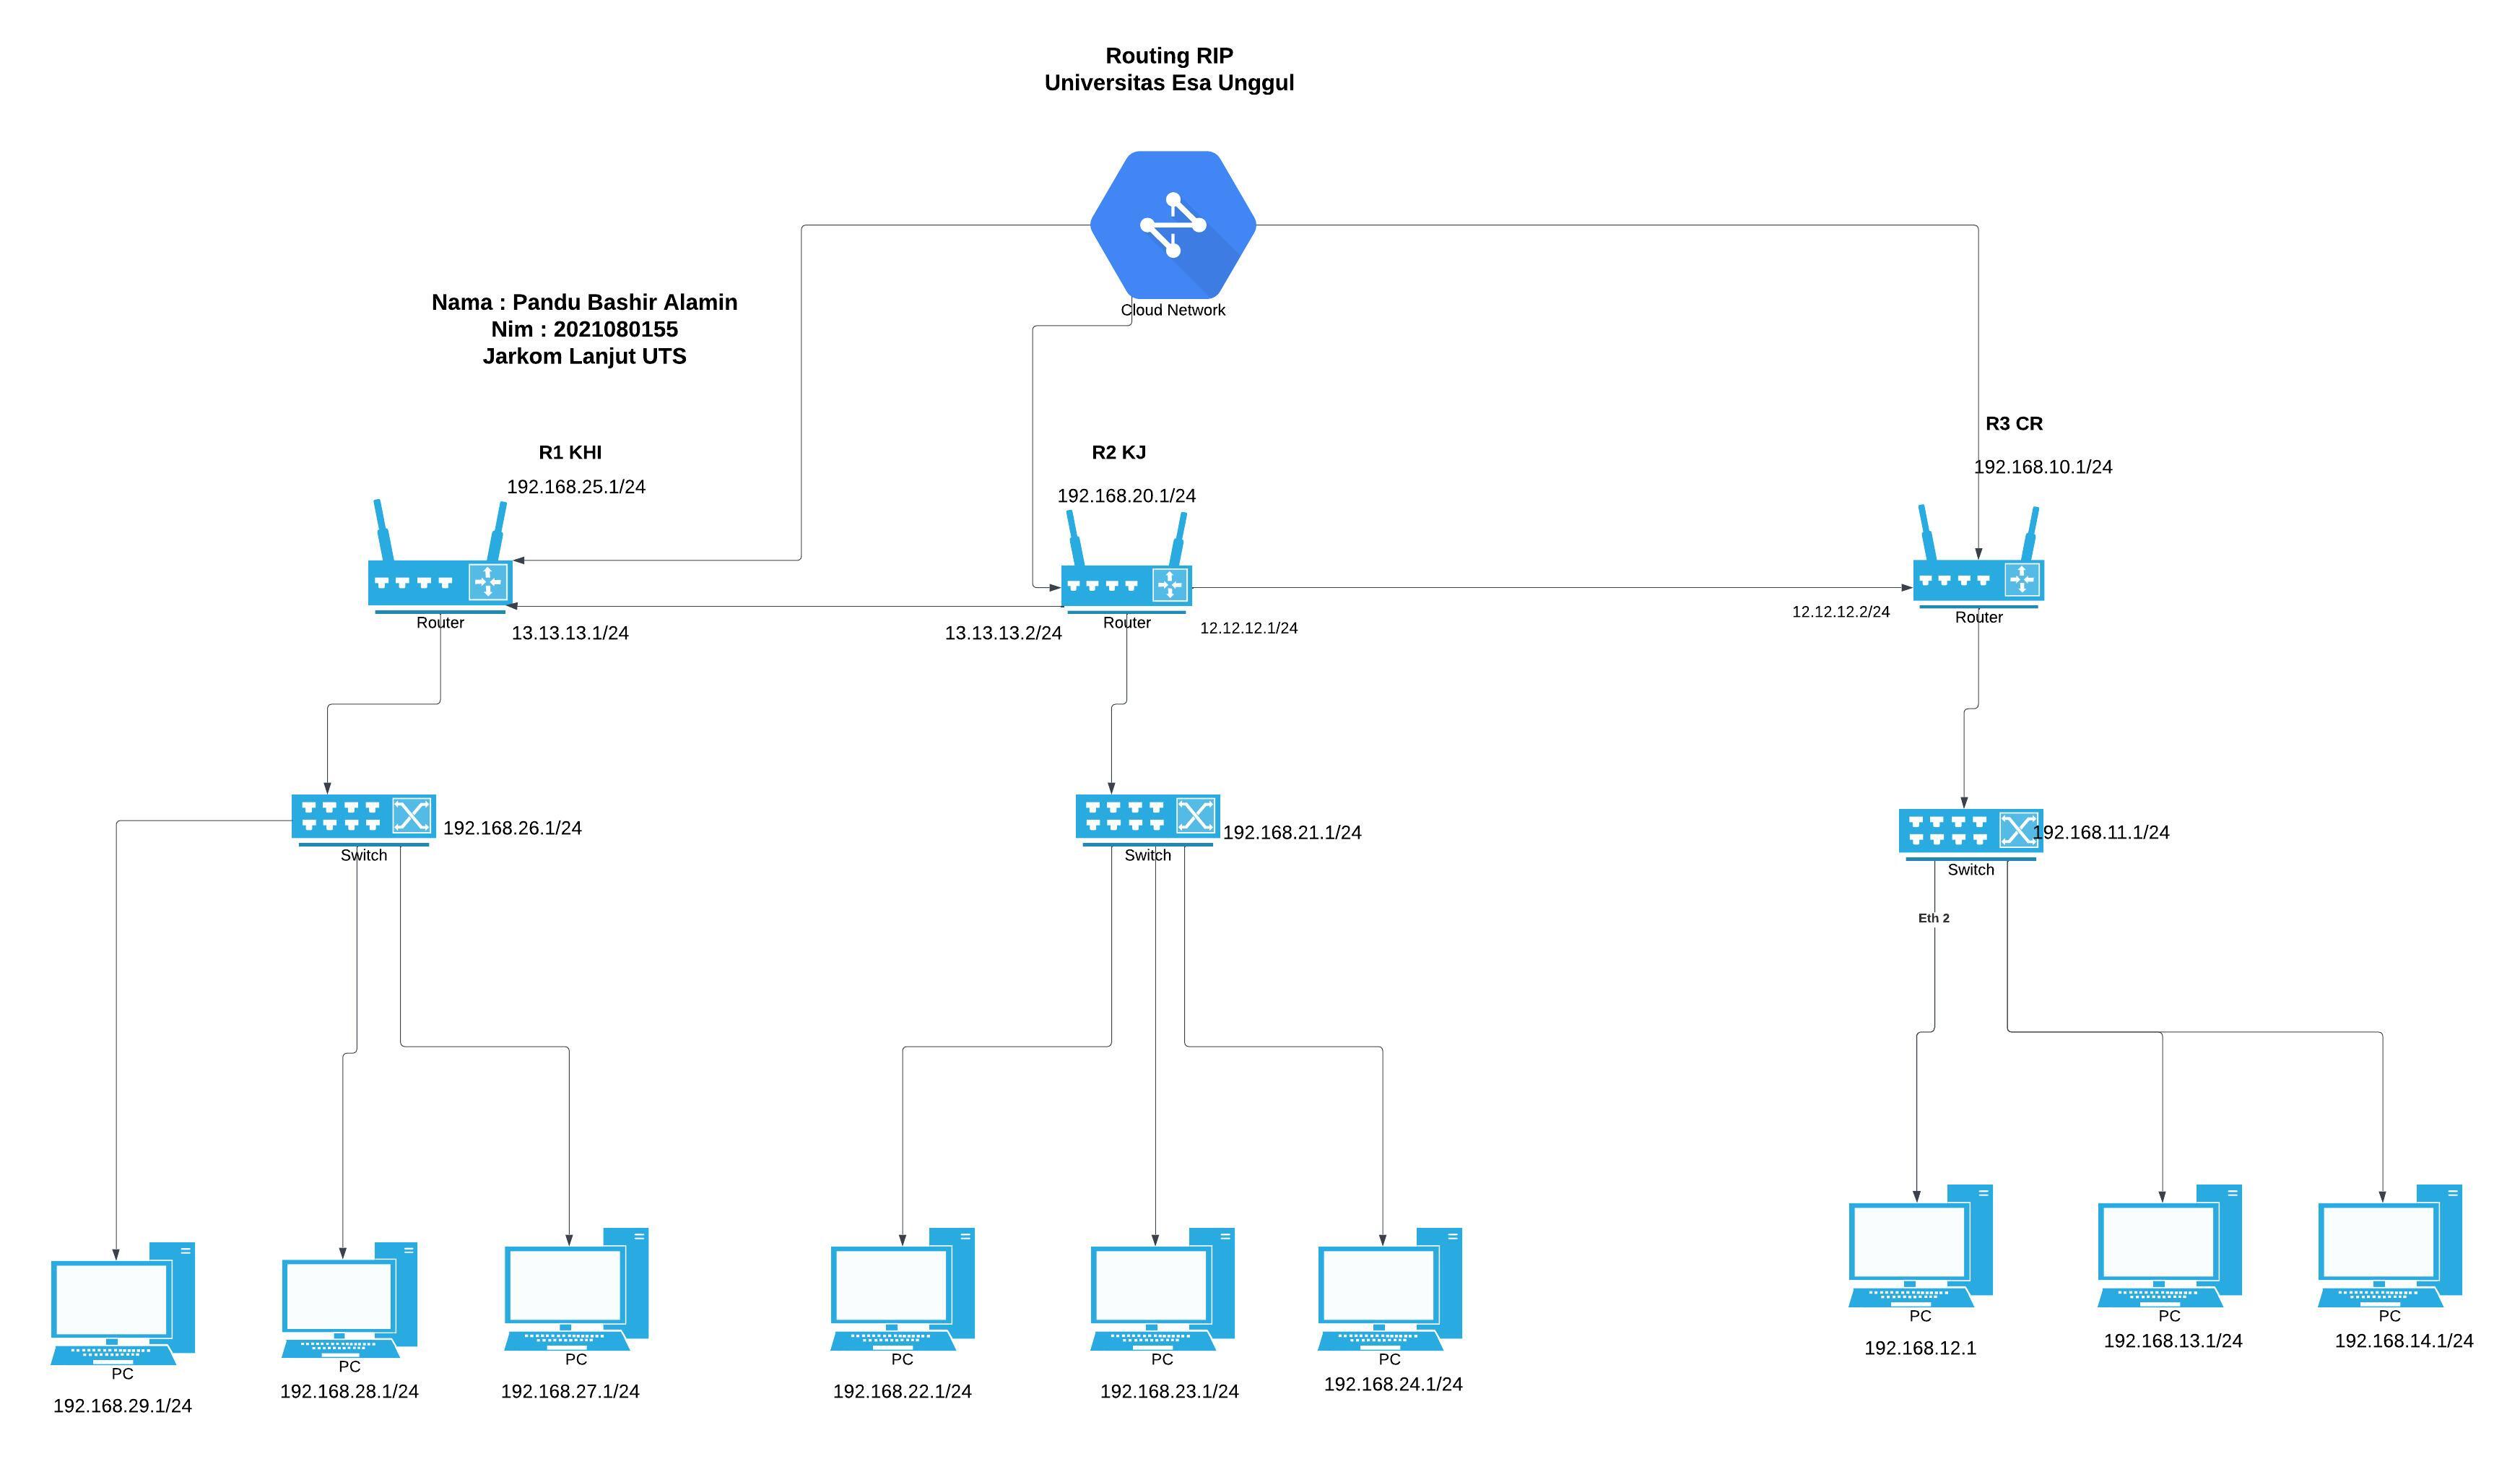 Routing RIP
Universitas Esa Unggul
Cloud Network
Nama : Pandu Bashir Alamin
Nim : 2021080155
Jarkom Lanjut UTS
R1 KHI
192.168.25.1/24
R2 KJ
192.168.20.1/24
R3 CR
192.168.10.1/24
Router
13.13.13.1/24
13.13.13.2/24
Router
12.12.12.1/24
12.12.12.2/24
Router
192.168.26.1/24
Switch
192.168.21.1/24
Switch
192.168.11.1/24
Switch
Eth 2
PC
192.168.29.1/24
PC
192.168.28.1/24
PC
192.168.27.1/24
PC
192.168.22.1/24
PC
192.168.23.1/24
PC
192.168.24.1/24
PC
192.168.12.1
PC
192.168.13.1/24
PC
192.168.14.1/24